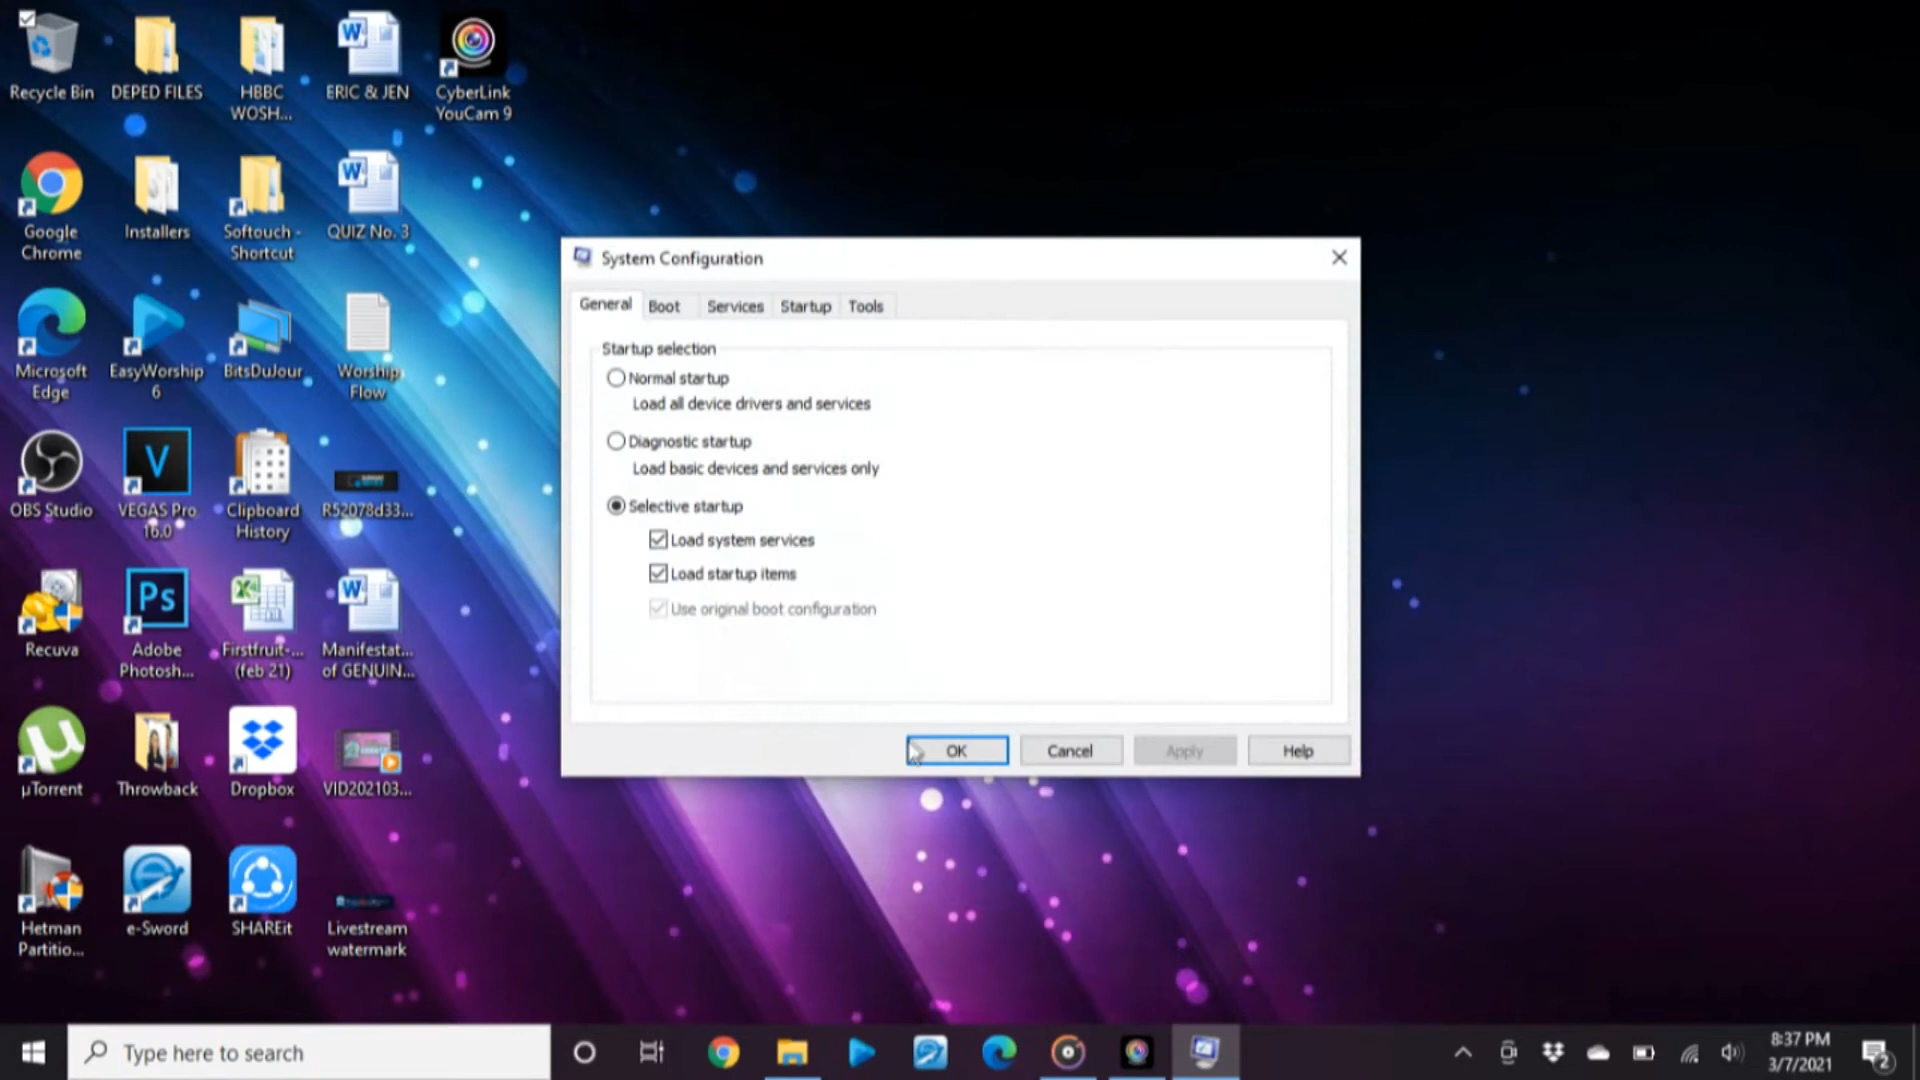 Recycle Bin
DEPED FILES
HBBC
WOSH...
ERIC & JEN
CyberLink
YouCam 9
Google
Chrome
Installers
Softouch -
Shortcut
QUIZ No. 3
Microsoft
Edge
EasyWorship
6
BitsDuJour
Worship
Flow
OBS Studio
VEGAS Pro
16.0
Clipboard
History
R52078d33...
Recuva
Adobe
Photosh...
Firstfruit-...
(feb 21)
Manifestat...
of GENUIN...
µTorrent
Throwback
Dropbox
VID202103...
Hetman
Partitio...
e-Sword
SHAREit
Livestream
watermark
System Configuration
General Boot Services Startup Tools
Startup selection
Normal startup
Load all device drivers and services
Diagnostic startup
Load basic devices and services only
Selective startup
Load system services
Load startup items
Use original boot configuration
OK Cancel Apply Help
Type here to search
8:37 PM
3/7/2021
2